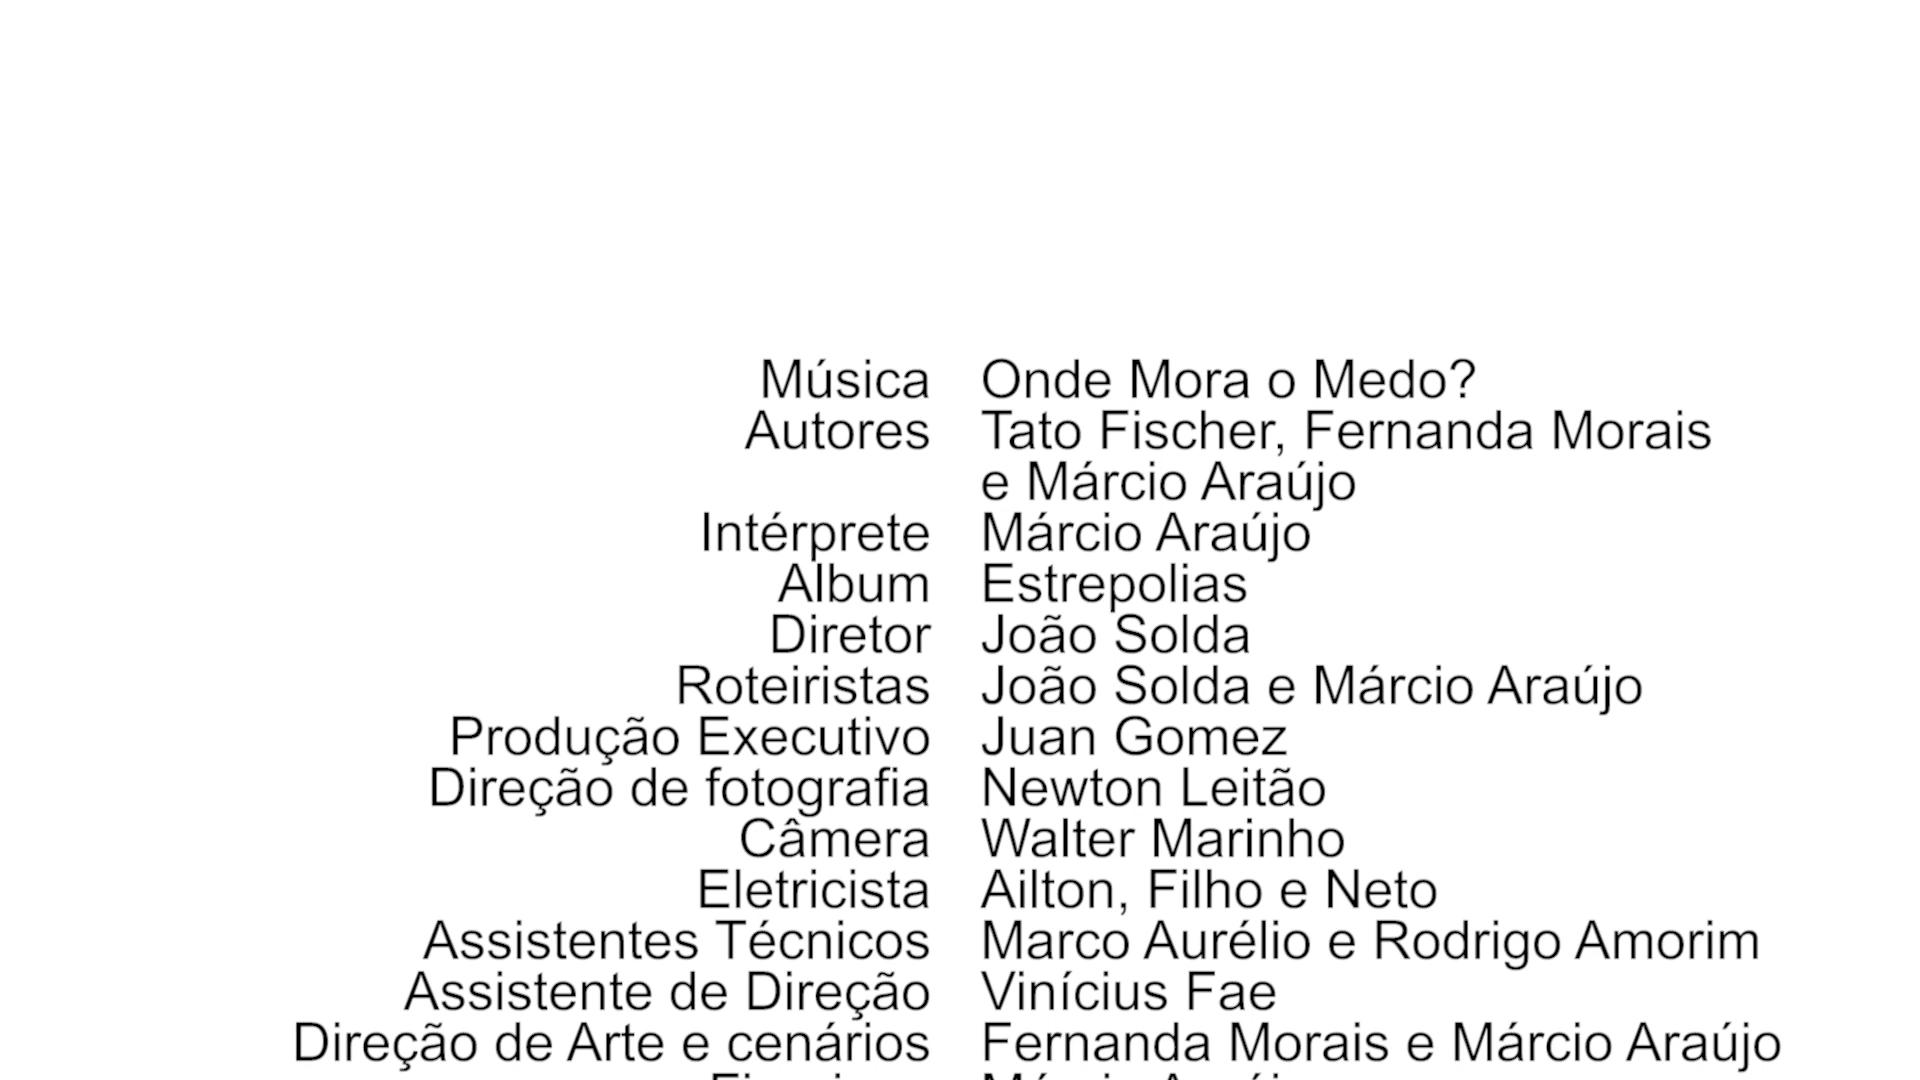 Música Onde Mora o Medo?
Autores Tato Fischer, Fernanda Morais
e Márcio Araújo
Intérprete Márcio Araújo
Album Estrepolias
Diretor João Solda
Roteiristas João Solda e Márcio Araújo
Produção Executivo Juan Gomez
Direção de fotografia Newton Leitão
Câmera Walter Marinho
Eletricista Ailton, Filho e Neto
Assistentes Técnicos Marco Aurélio e Rodrigo Amorim
Assistente de Direção Vinícius Fae
Direção de Arte e cenários Fernanda Morais e Márcio Araújo